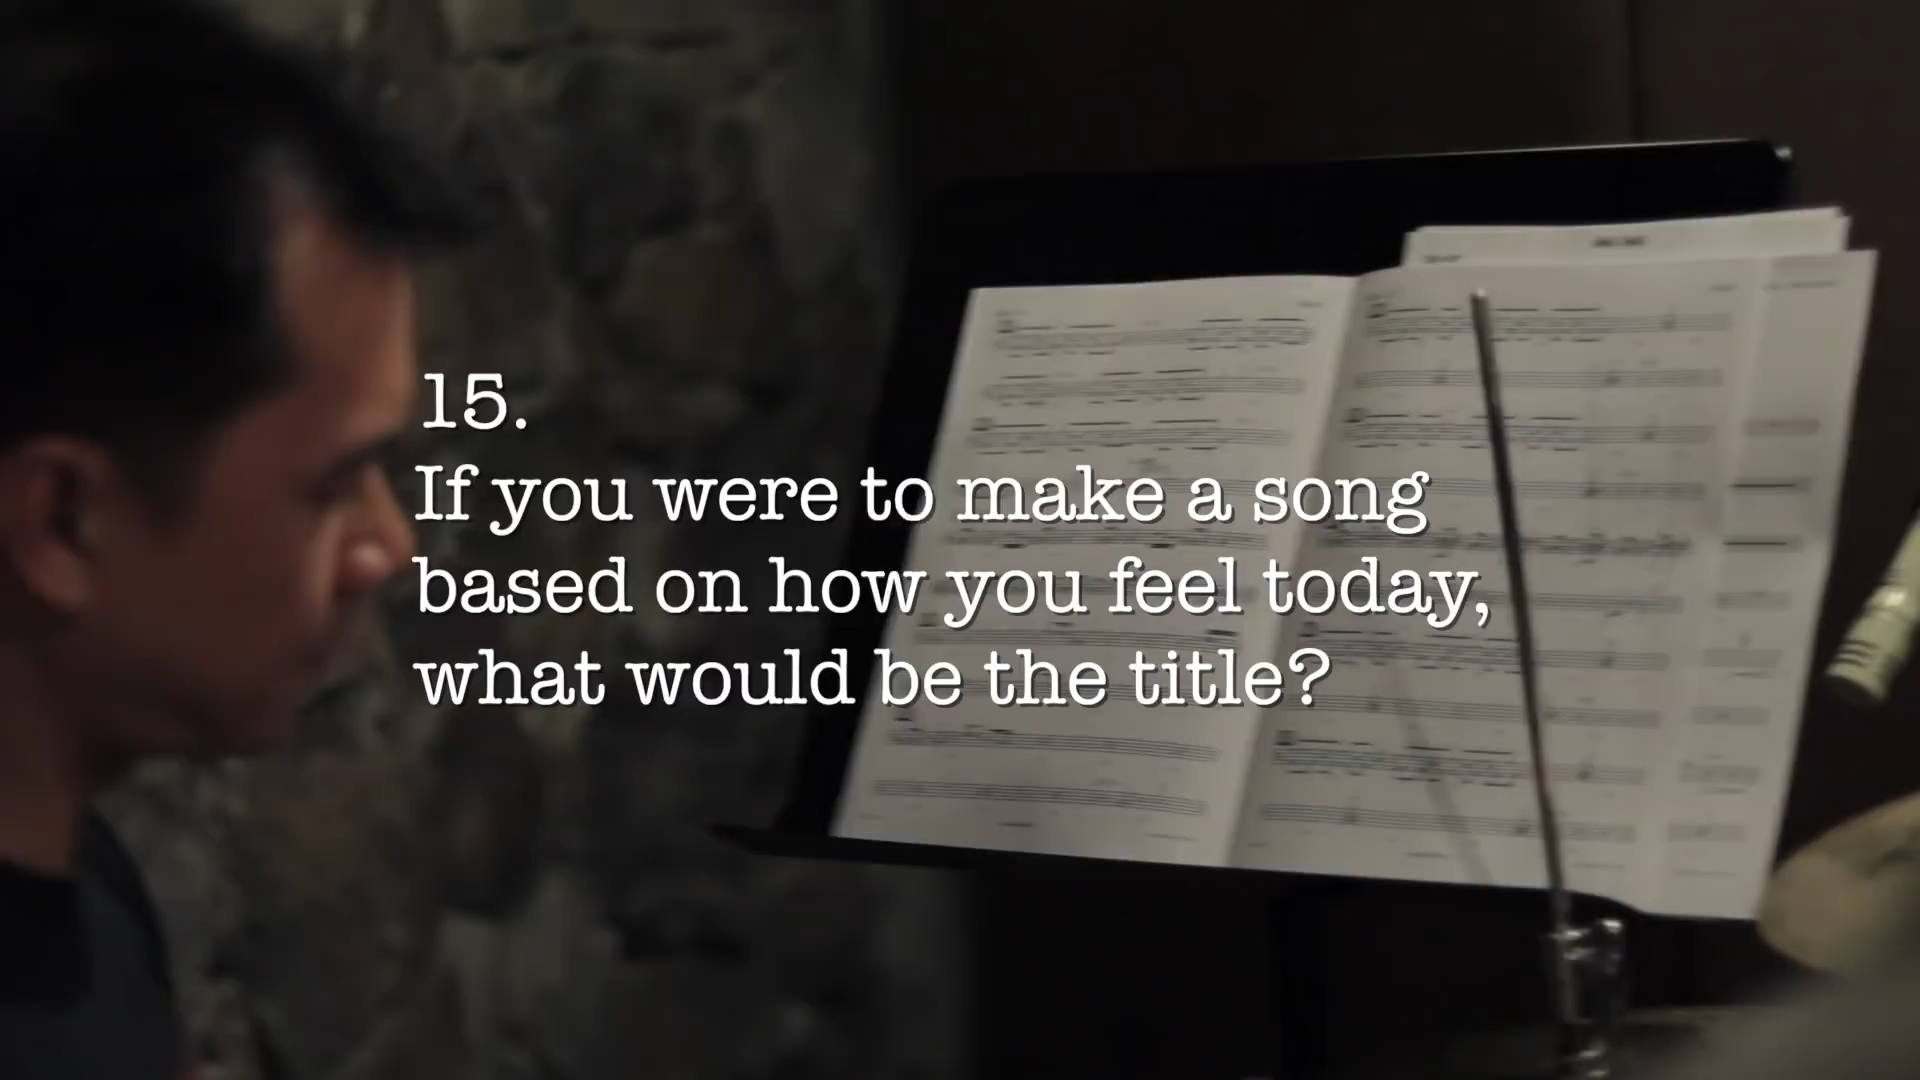 15.
If you were to make a song
based on how you feel today,
what would be the title?